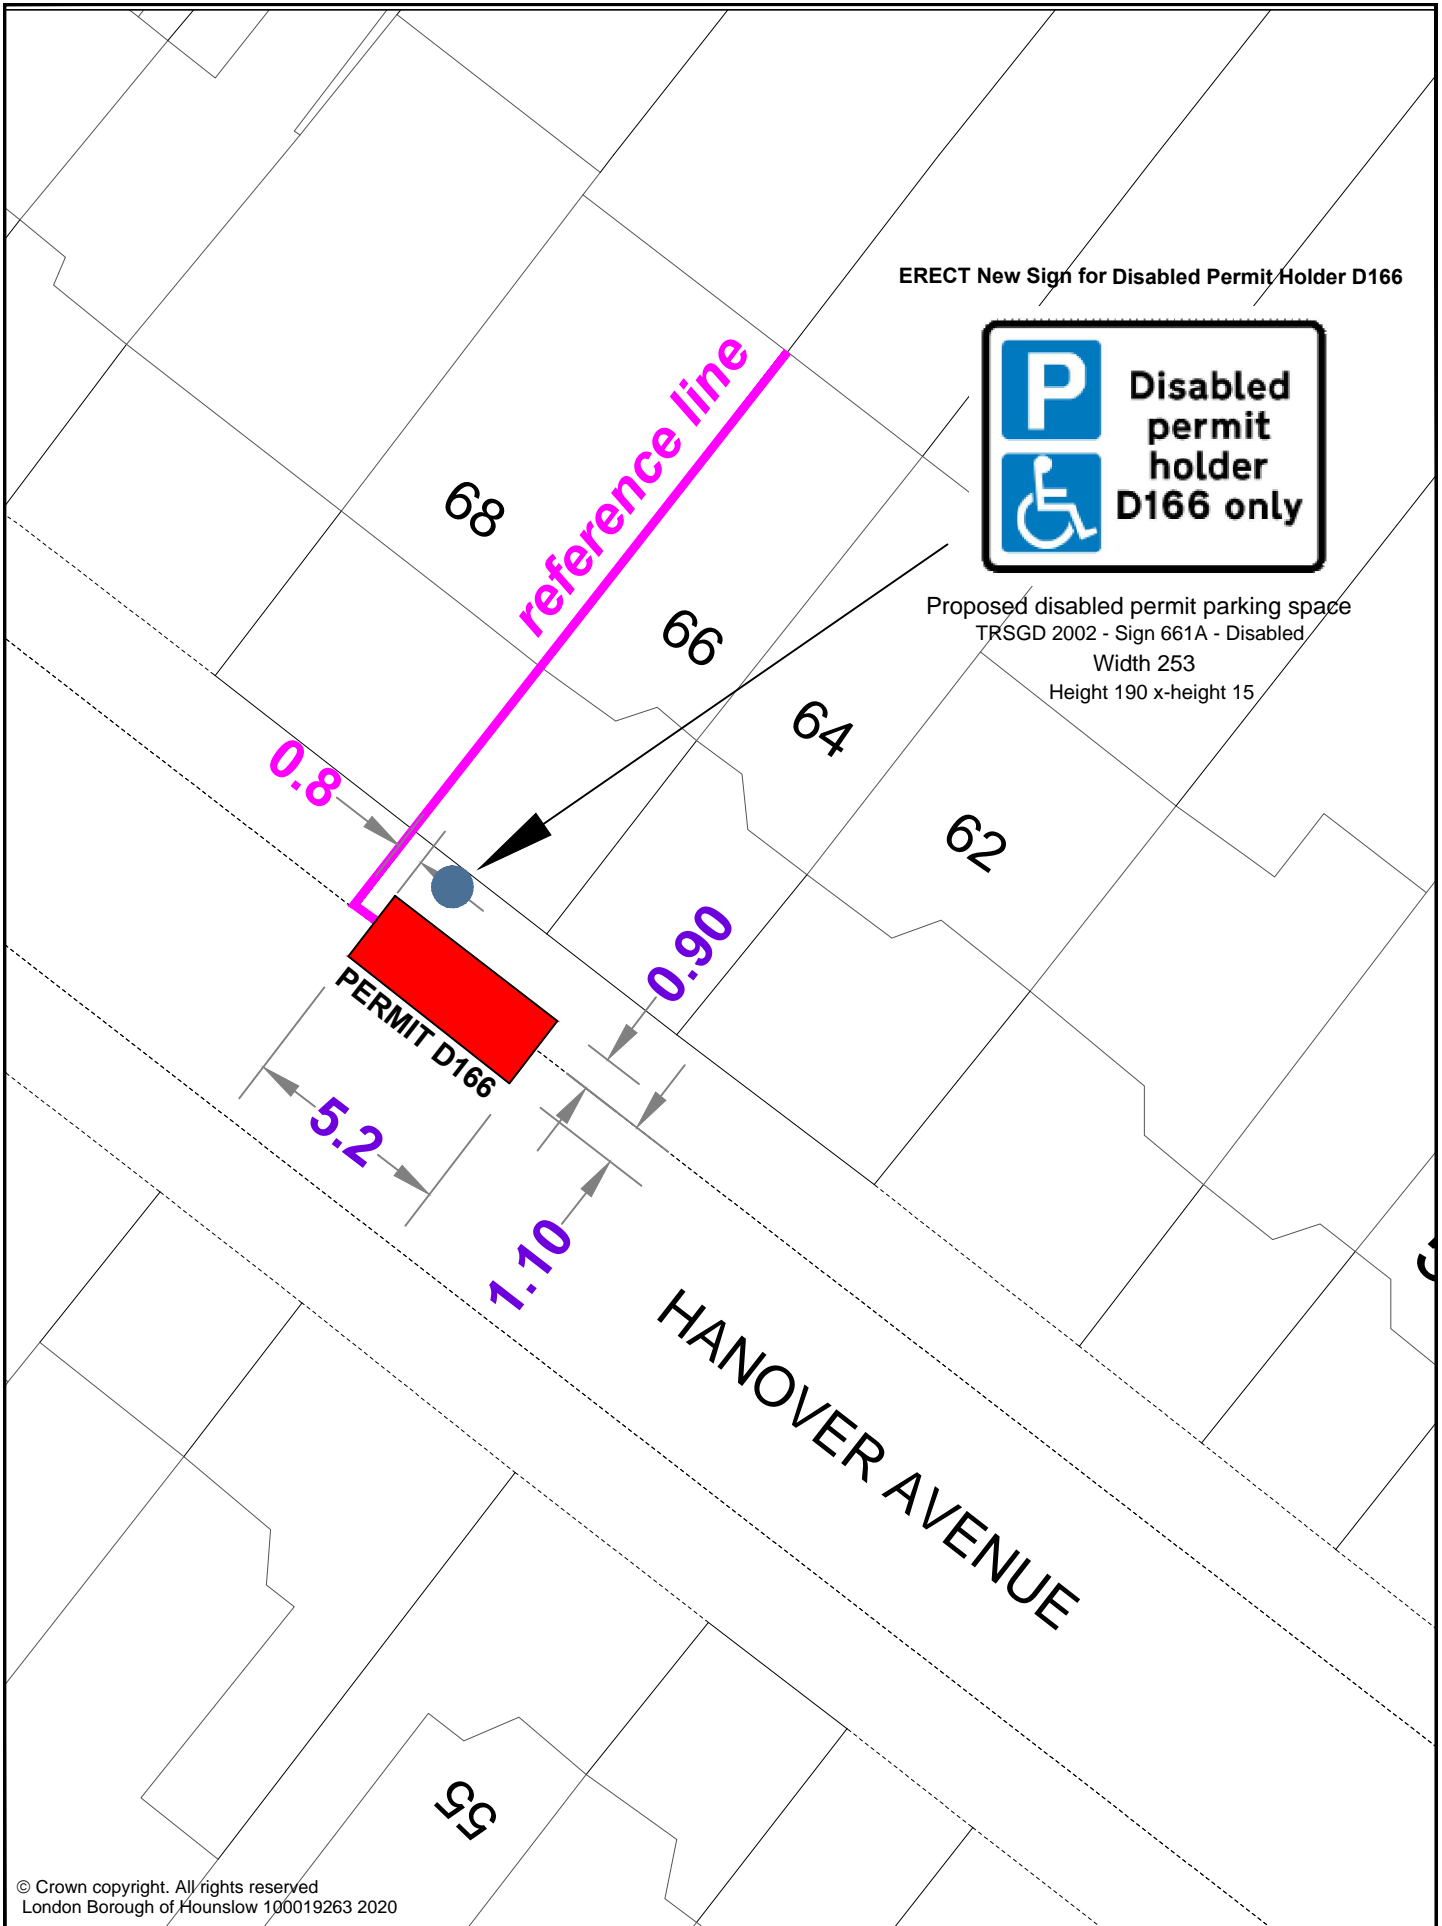 ERECT New Sign for Disabled Permit Holder D166
P
Disabled
permit
holder
D166 only
Proposed disabled permit parking space
TRSGD 2002 - Sign 661A - Disabled
Width 253
Height 190 x-height 15
reference line
68
66
64
62
0.8
0.90
PERMIT D166
5.2
1.10
HANOVER AVENUE
55
© Crown copyright. All rights reserved
London Borough of Hounslow 100019263 2020